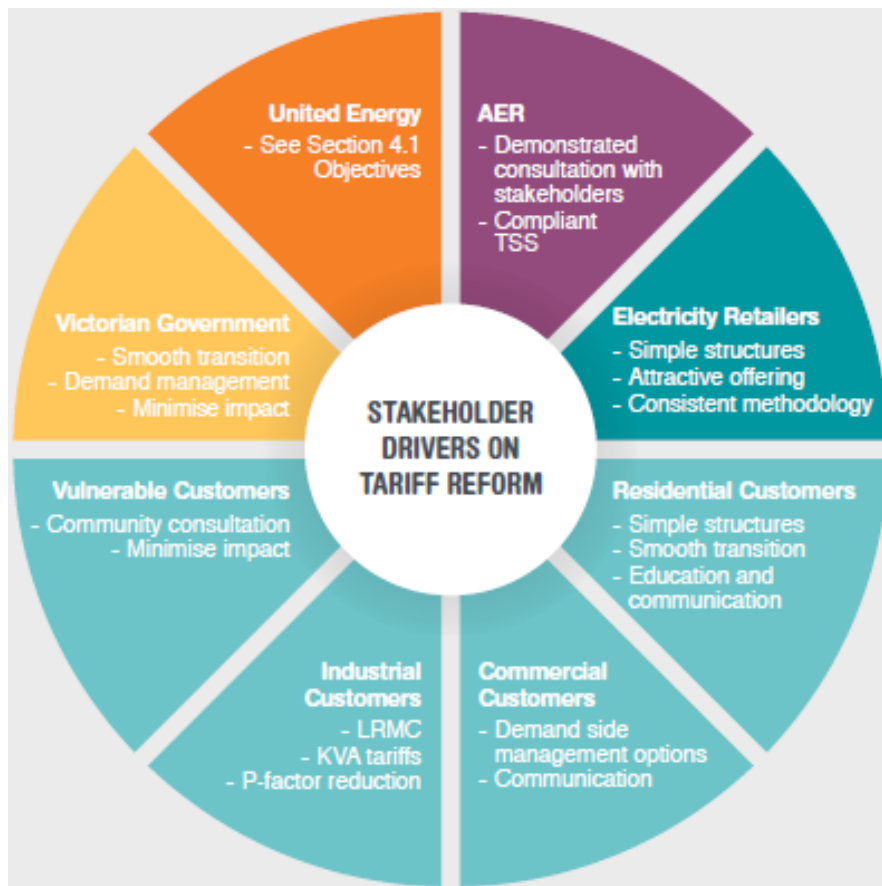 United Energy
- See Section 4.1
Objectives
AER
- Demonstrated
consultation with
stakeholders
- Compliant
TSS
Electricity Retailers
- Simple structures
- Attractive offering
- Consistent methodology
Residential Customers
- Simple structures
- Smooth transition
- Education and
communication
Commercial
Customers
- Demand side
management options
- Communication
Industrial
Customers
- LRMC
- KVA tariffs
- P-factor reduction
Vulnerable Customers
- Community consultation
- Minimise impact
Victorian Government
- Smooth transition
- Demand management
- Minimise impact
STAKEHOLDER
DRIVERS ON
TARIFF REFORM